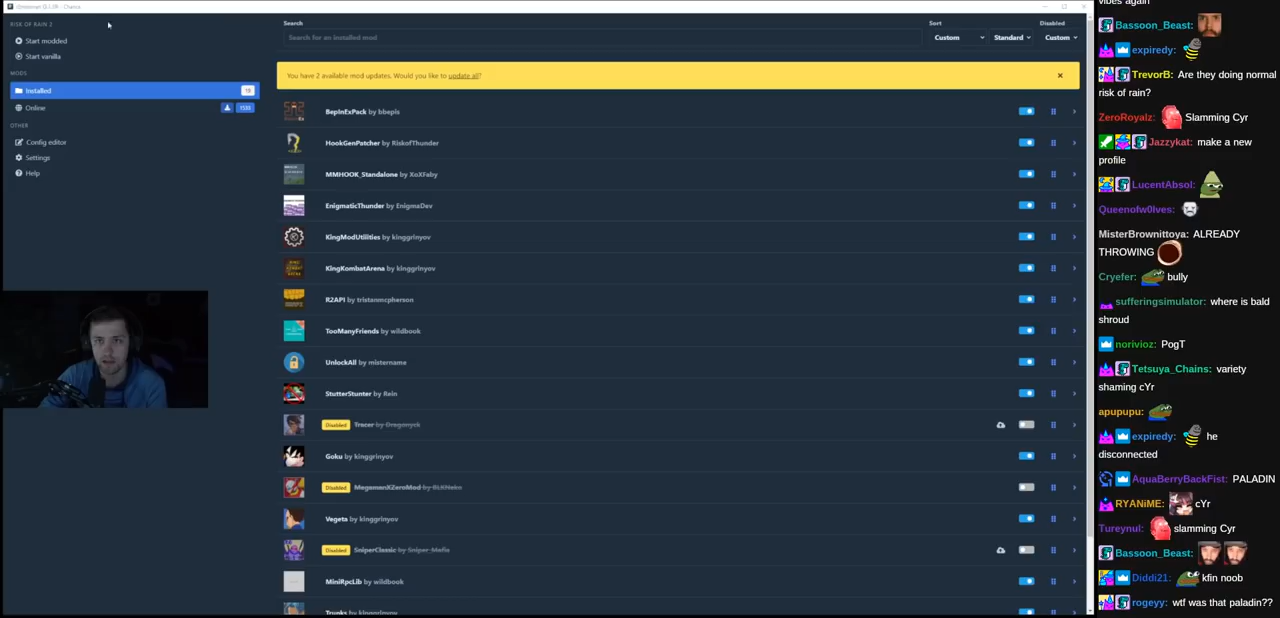 RISK OF RAIN 2
Start modded
Start vanilla
MODS
Installed 19
Online
OTHER
Config editor
Settings
Help
Search
Search for an installed mod
Sort
Custom
Standard
Disabled
Custom
You have 2 available mod updates. Would you like to update all?
BepInExPack by bbepis
HookGenPatcher by RiskofThunder
MMHOOK_Standalone by XoXFaby
EnigmaticThunder by EnigmaDev
KingModUtilities by kinggrinyov
KingKombatArena by kinggrinyov
R2API by tristanmcpherson
TooManyFriends by wildbook
UnlockAll by mistername
StutterStunter by Rein
Disabled Tracer by Dragonyck
Goku by kinggrinyov
Disabled MegamanXZeroMod by BLKNeko
Vegeta by kinggrinyov
Disabled SniperClassic by Sniper_Mafia
MiniRpcLib by wildbook
Trunks by kinggrinyov
vibes again
Bassoon_Beast:
expiredy:
TrevorB: Are they doing normal
risk of rain?
ZeroRoyalz: Slamming Cyr
Jazzykat: make a new
profile
LucentAbsol:
Queenofw0lves:
MisterBrownittoya: ALREADY
THROWING
Cryefer: bully
sufferingsimulator: where is bald
shroud
norivioz: PogT
Tetsuya_Chains: variety
shaming cYr
apupupu:
expiredy: he
disconnected
AquaBerryBackFist: PALADIN
RYANiME: cYr
Tureynul: slamming Cyr
Bassoon_Beast:
Diddi21: kfin noob
rogeyy: wtf was that paladin??